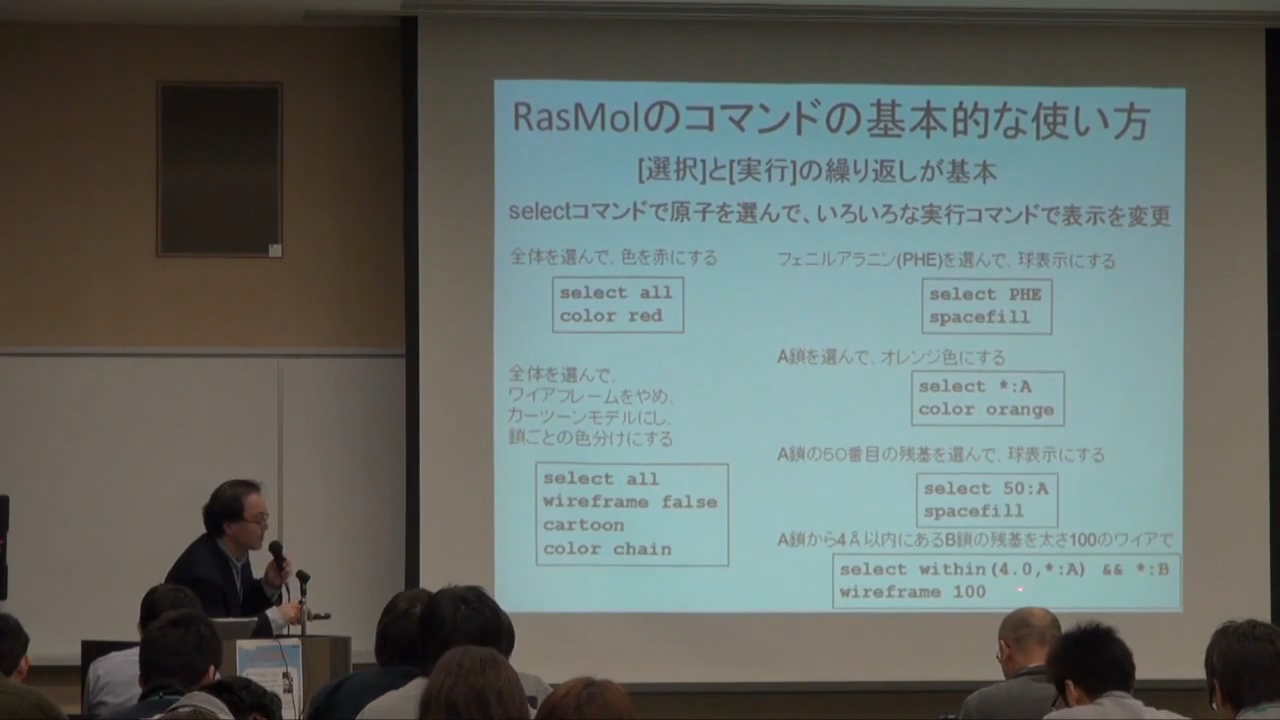 RasMolのコマンドの基本的な使い方
[選択]と[実行]の繰り返しが基本
selectコマンドで原子を選んで、いろいろな実行コマンドで表示を変更
全体を選んで、色を赤にする
select all
color red
全体を選んで、
ワイアフレームをやめ、
カーツーンモデルにし、
鎖ごとの色分けにする
select all
wireframe false
cartoon
color chain
フェニルアラニン(PHE)を選んで、球表示にする
select PHE
spacefill
A鎖を選んで、オレンジ色にする
select *:A
color orange
A鎖の50番目の残基を選んで、球表示にする
select 50:A
spacefill
A鎖から4Å以内にあるB鎖の残基を太さ100のワイアで
select within(4.0,*:A) && *:B
wireframe 100